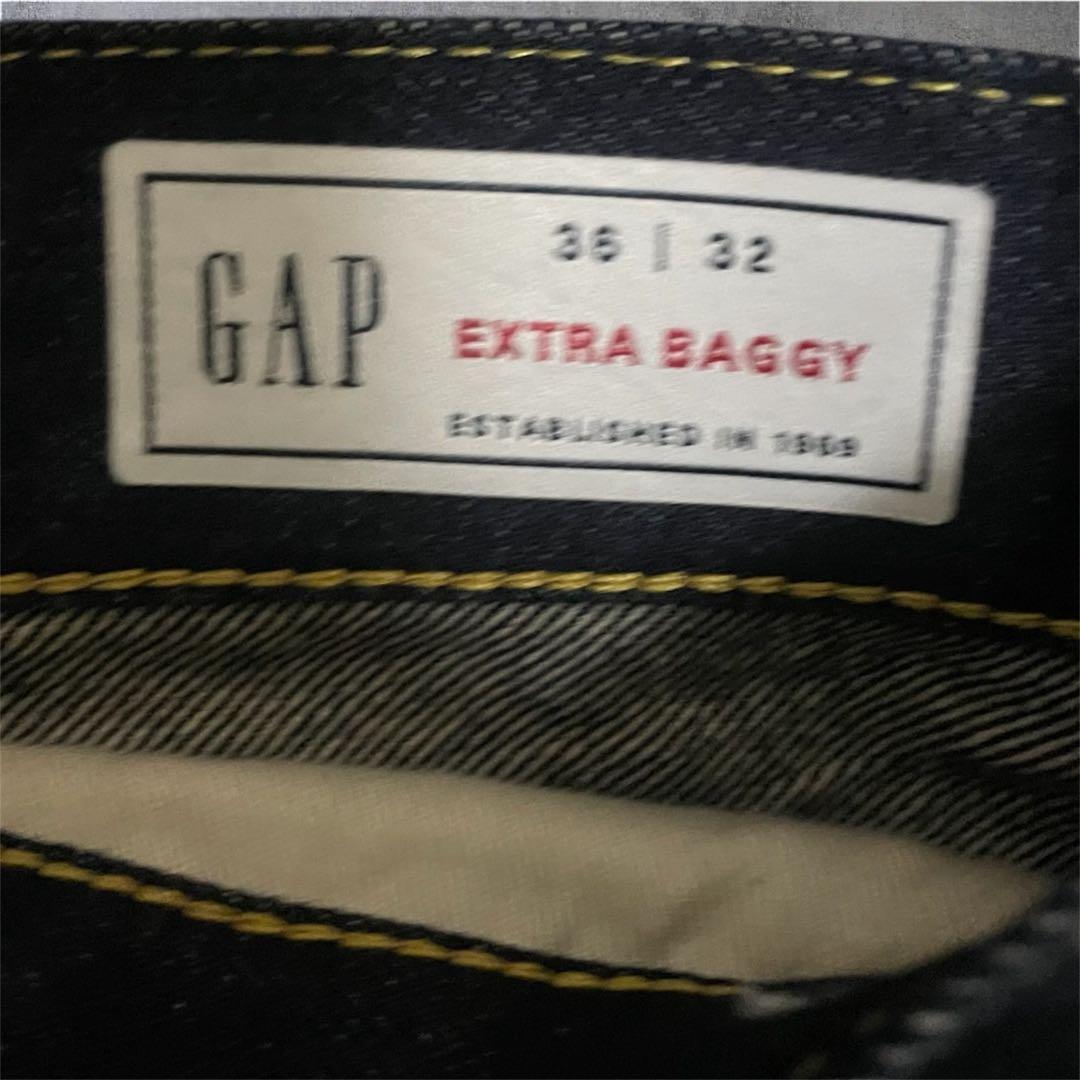 GAP
36 | 32
EXTRA BAGGY
ESTABLISHED IN 1969